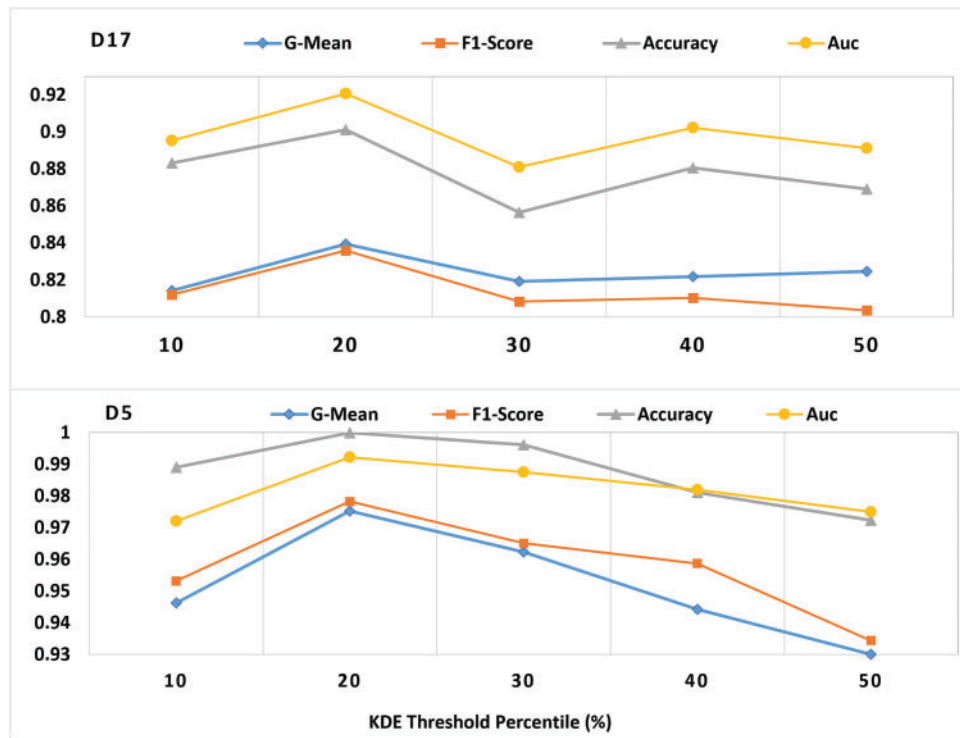 D17
G-Mean F1-Score Accuracy Auc
0.92
0.9
0.88
0.86
0.84
0.82
0.8
10 20 30 40 50
D5
G-Mean F1-Score Accuracy Auc
1
0.99
0.98
0.97
0.96
0.95
0.94
0.93
10 20 30 40 50
KDE Threshold Percentile (%)